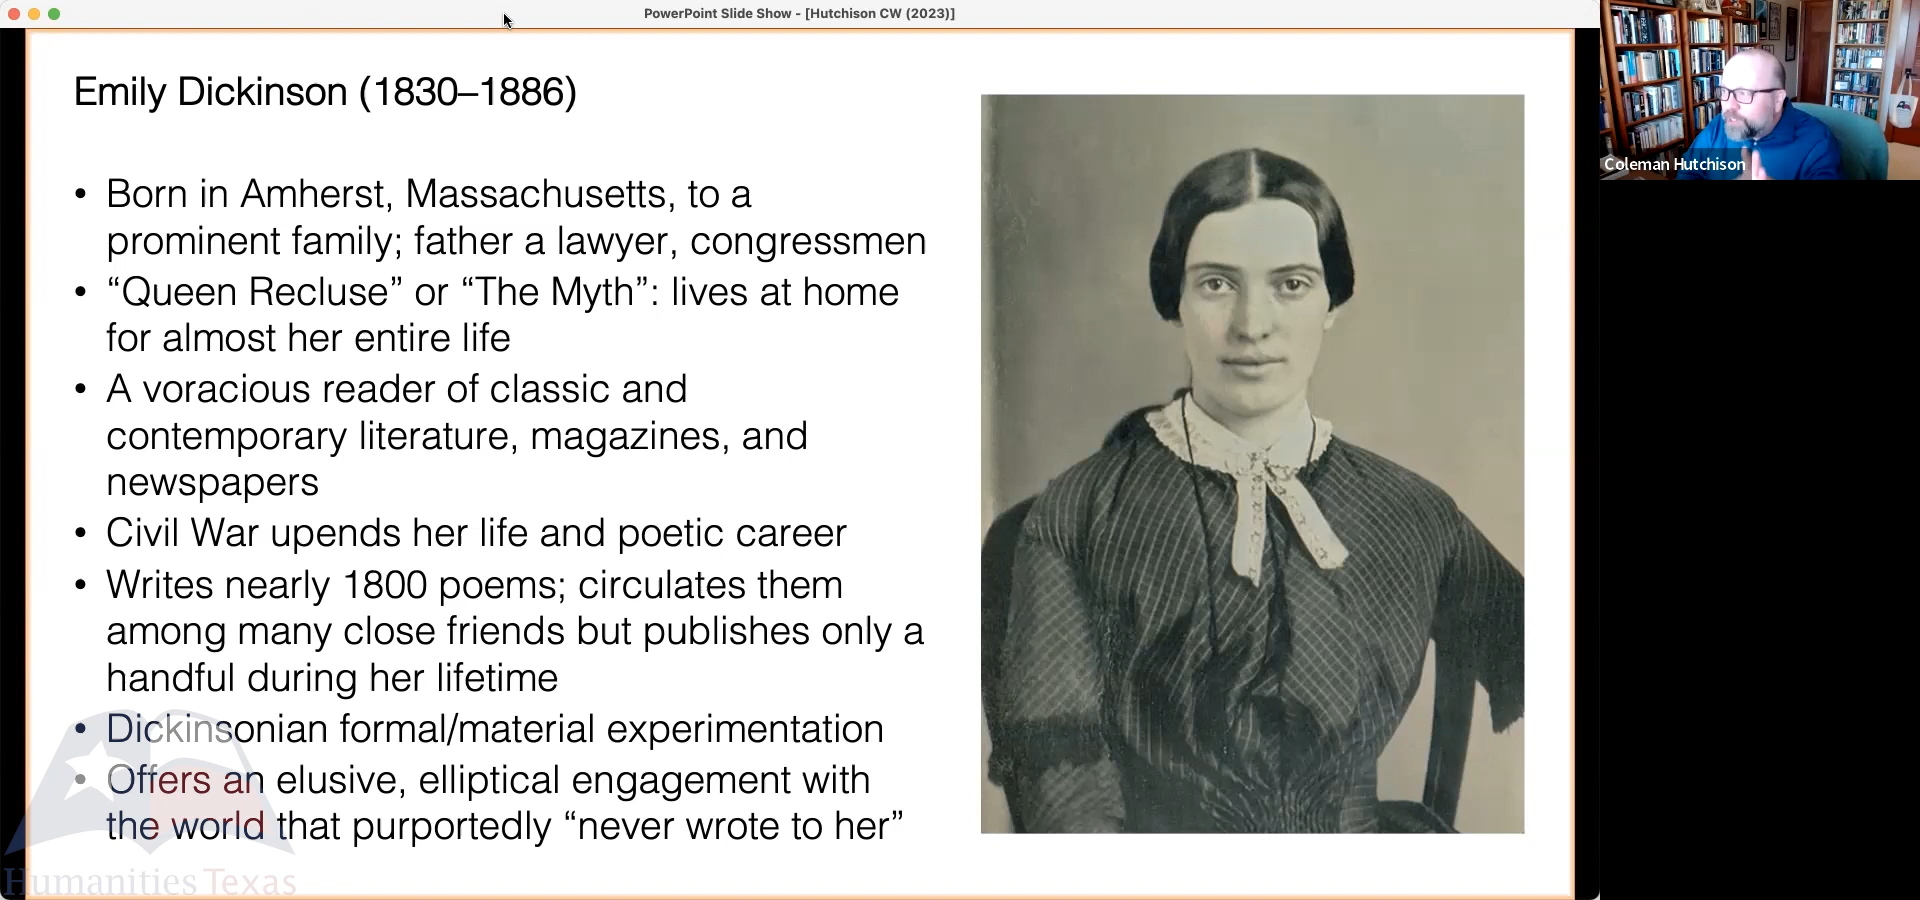 PowerPoint Slide Show - [Hutchison CW (2023)]
Emily Dickinson (1830–1886)
• Born in Amherst, Massachusetts, to a
prominent family; father a lawyer, congressmen
• “Queen Recluse” or “The Myth”: lives at home
for almost her entire life
• A voracious reader of classic and
contemporary literature, magazines, and
newspapers
• Civil War upends her life and poetic career
• Writes nearly 1800 poems; circulates them
among many close friends but publishes only a
handful during her lifetime
• Dickinsonian formal/material experimentation
• Offers an elusive, elliptical engagement with
the world that purportedly “never wrote to her”
Humanities Texas
Coleman Hutchison